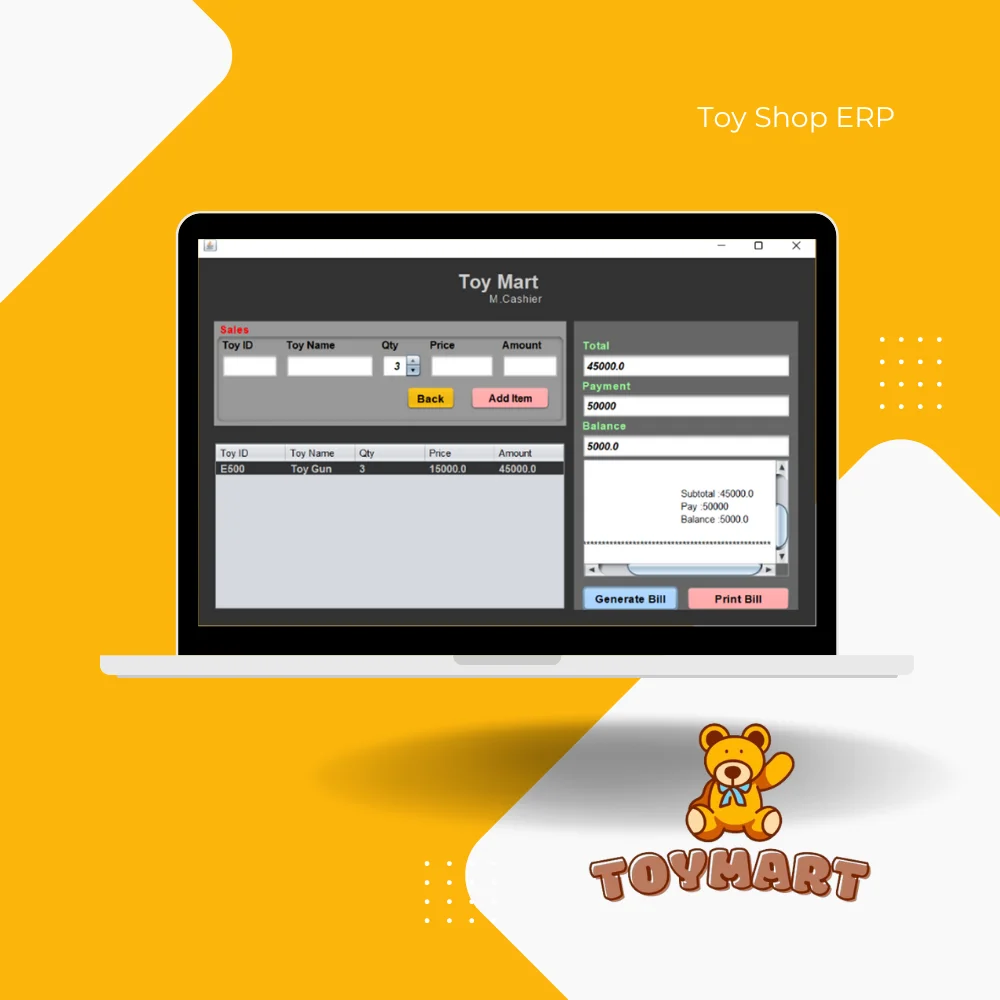 Toy Shop ERP
Toy Mart
M.Cashier
Sales
Toy ID Toy Name Qty Price Amount
3
Back Add Item
Toy ID Toy Name Qty Price Amount
E500 Toy Gun 3 15000.0 45000.0
Total
45000.0
Payment
50000
Balance
5000.0
Subtotal :45000.0
Pay :50000
Balance :5000.0
Generate Bill Print Bill
TOYMART